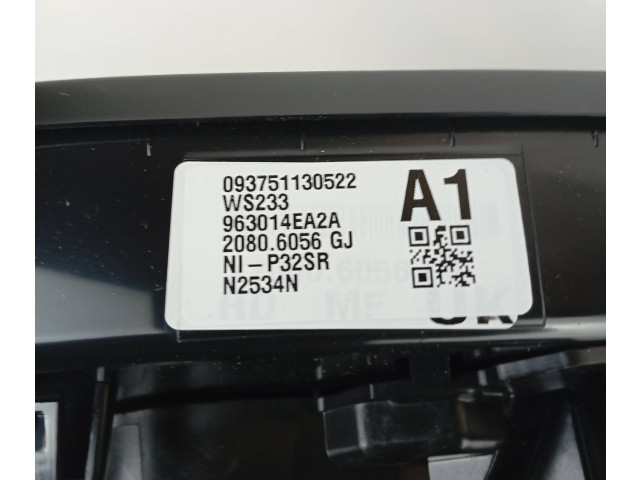 093751130522
WS233
963014EA2A
2080.6056 GJ
NI-P32SR
N2534N
A1